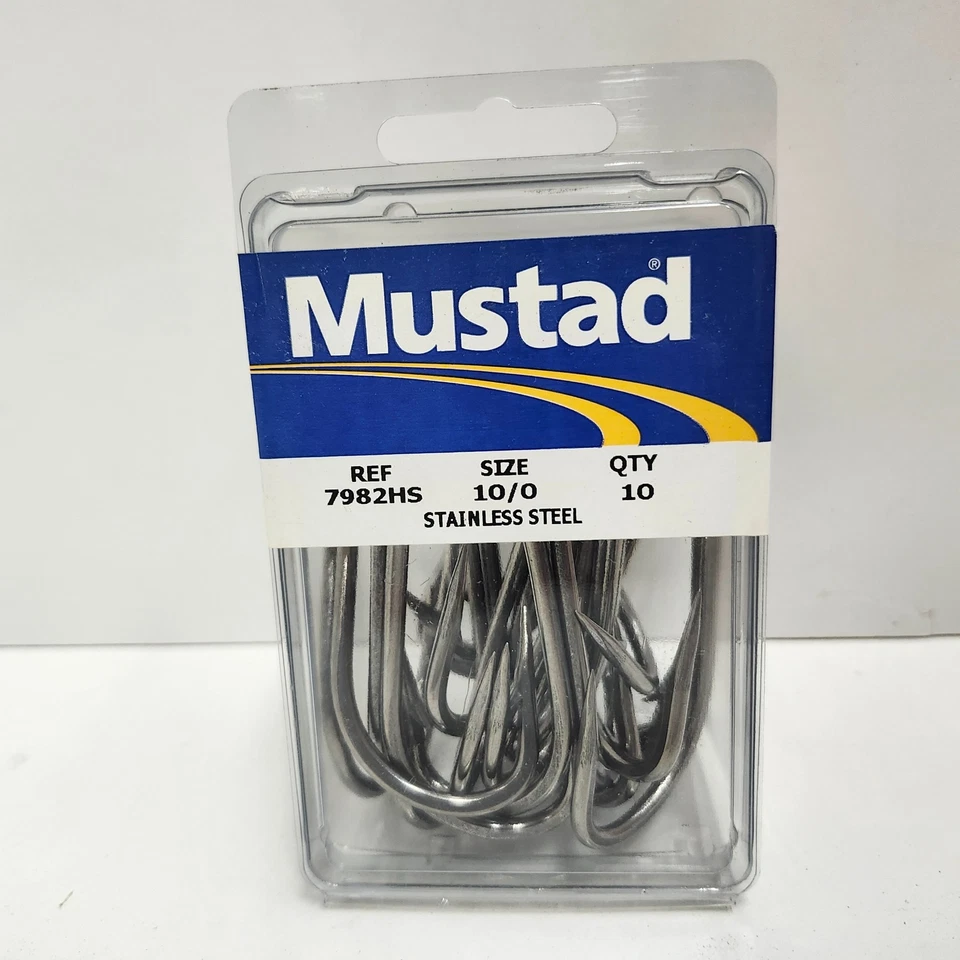 Mustad®
REF SIZE QTY
7982HS 10/0 10
STAINLESS STEEL